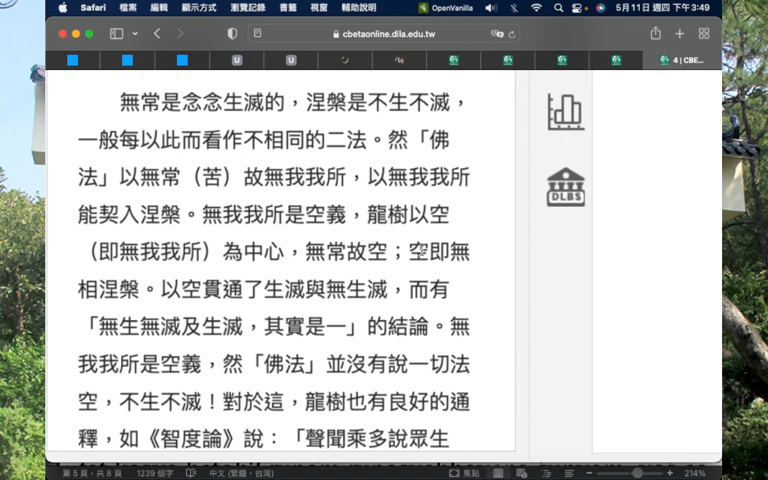 Safari 檔案 編輯 顯示方式 瀏覽記錄 書籤 視窗 輔助說明 OpenVanilla 5月11日 週四 下午3:49
cbetaonline.dila.edu.tw
4 | CBE...
無常是念念生滅的，涅槃是不生不滅，
一般每以此而看作不相同的二法。然「佛
法」以無常（苦）故無我我所，以無我我所
能契入涅槃。無我我所是空義，龍樹以空
（即無我我所）為中心，無常故空；空即無
相涅槃。以空貫通了生滅與無生滅，而有
「無生無滅及生滅，其實是一」的結論。無
我我所是空義，然「佛法」並沒有說一切法
空，不生不滅！對於這，龍樹也有良好的通
釋，如《智度論》說：「聲聞乘多說眾生
DLBS
第5頁，共8頁 1239個字 中文 (繁體，台灣) 集點 214%